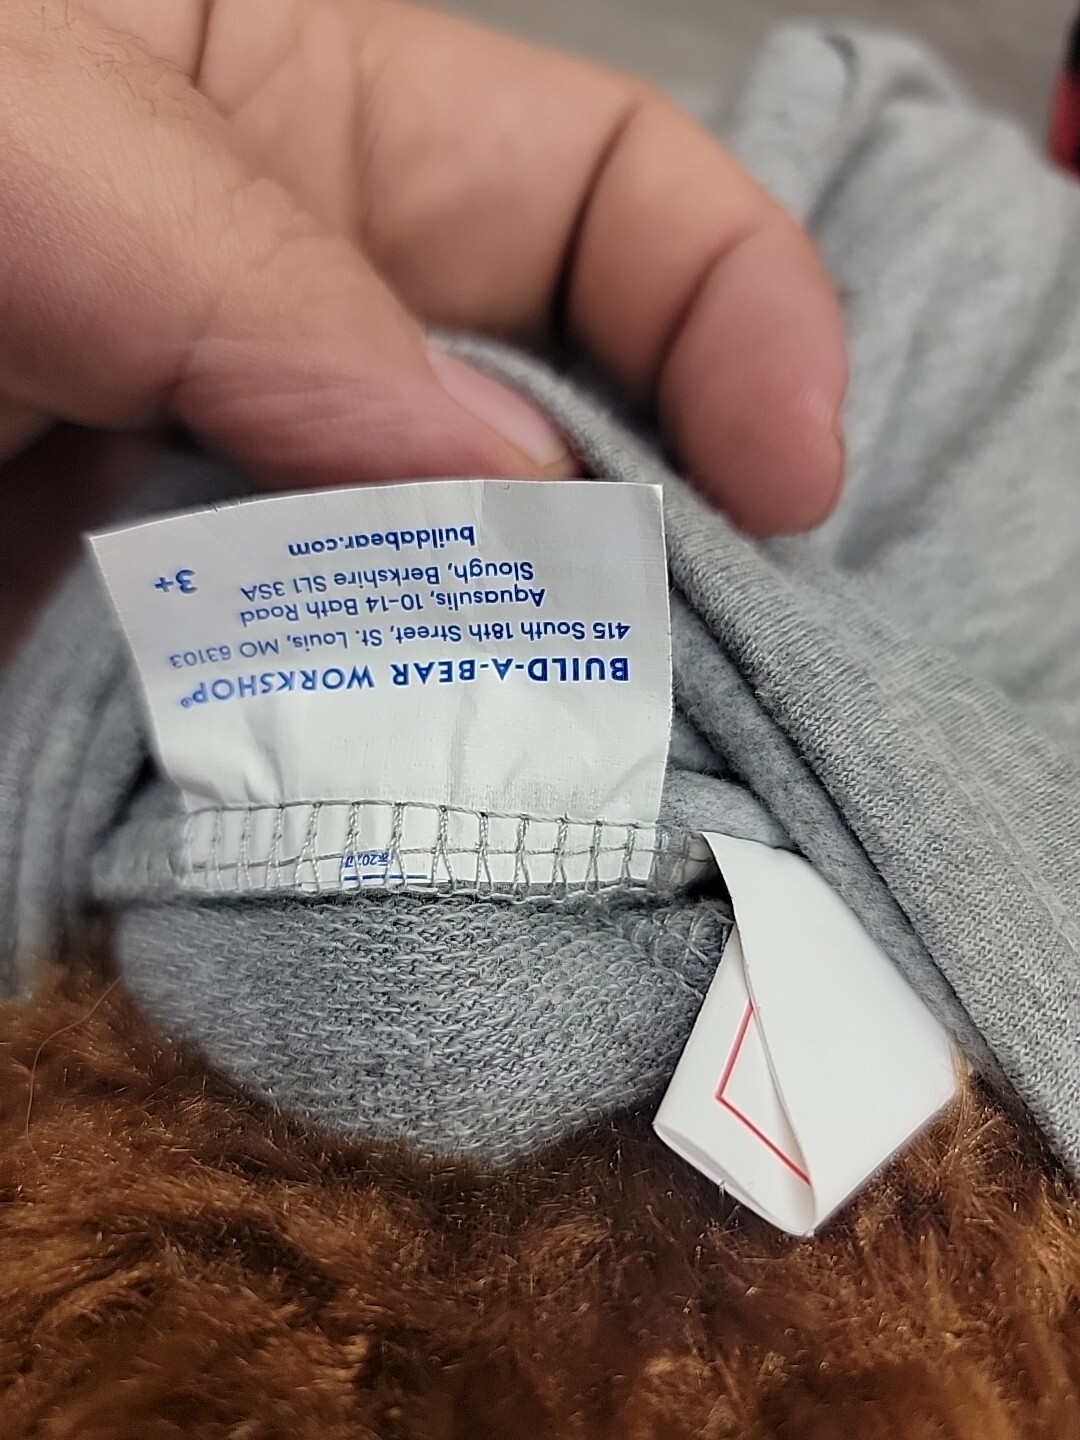 BUILD-A-BEAR WORKSHOP®
415 South 18th Street, St. Louis, MO 63103
Aquasulis, 10-14 Bath Road
Slough, Berkshire SL1 3SA
buildabear.com
3+